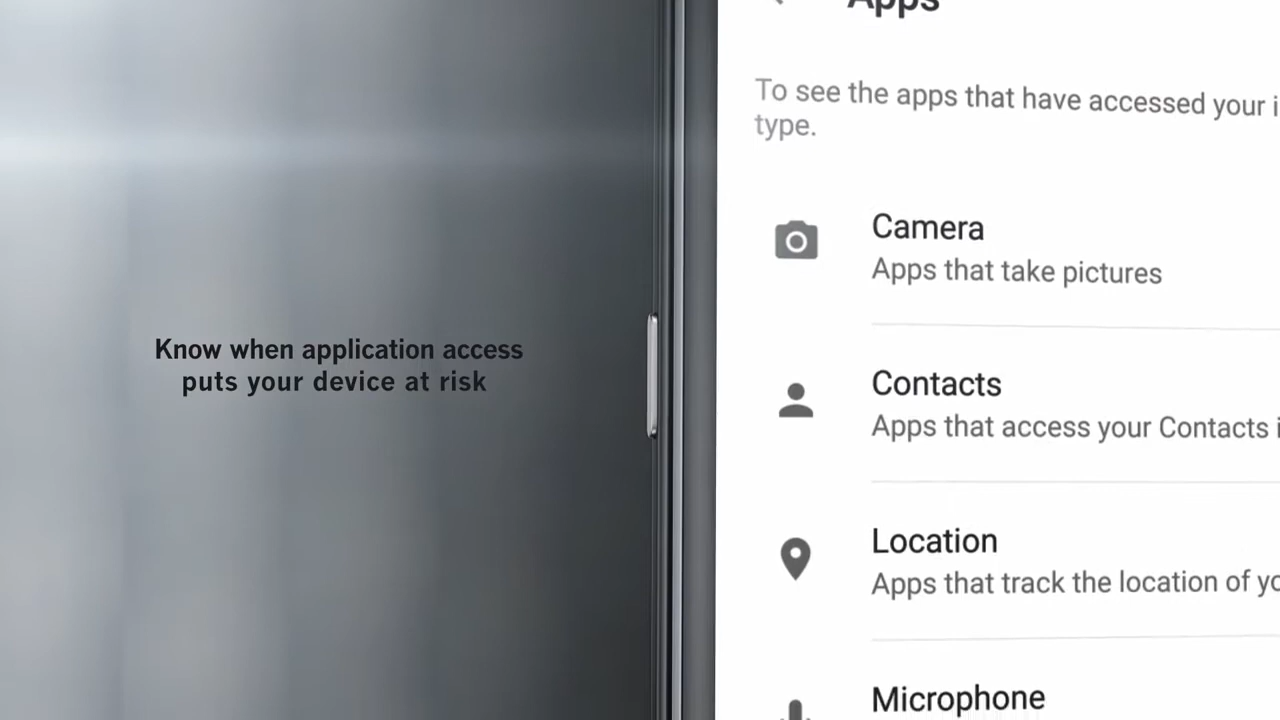 Know when application access
puts your device at risk
Apps
To see the apps that have accessed your
type.
Camera
Apps that take pictures
Contacts
Apps that access your Contacts
Location
Apps that track the location of
Microphone